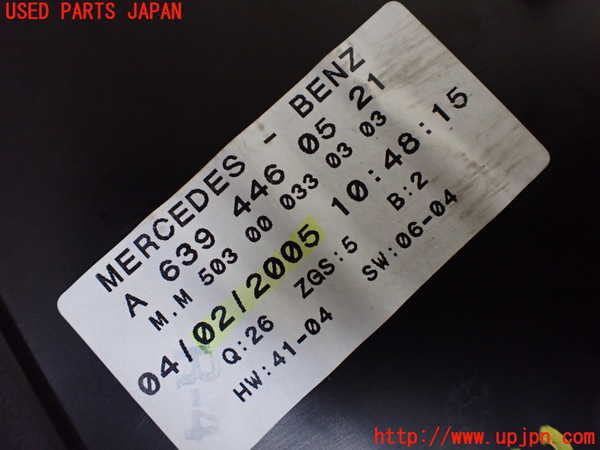 USED PARTS JAPAN
MERCEDES - BENZ
A 639 446 05 21
M.M 503 00 033 03 03
04/02/2005 10:48:15
Q:26 ZGS:5 B:2
HW:41-04 SW:06-04
http://www.upjpn.com/